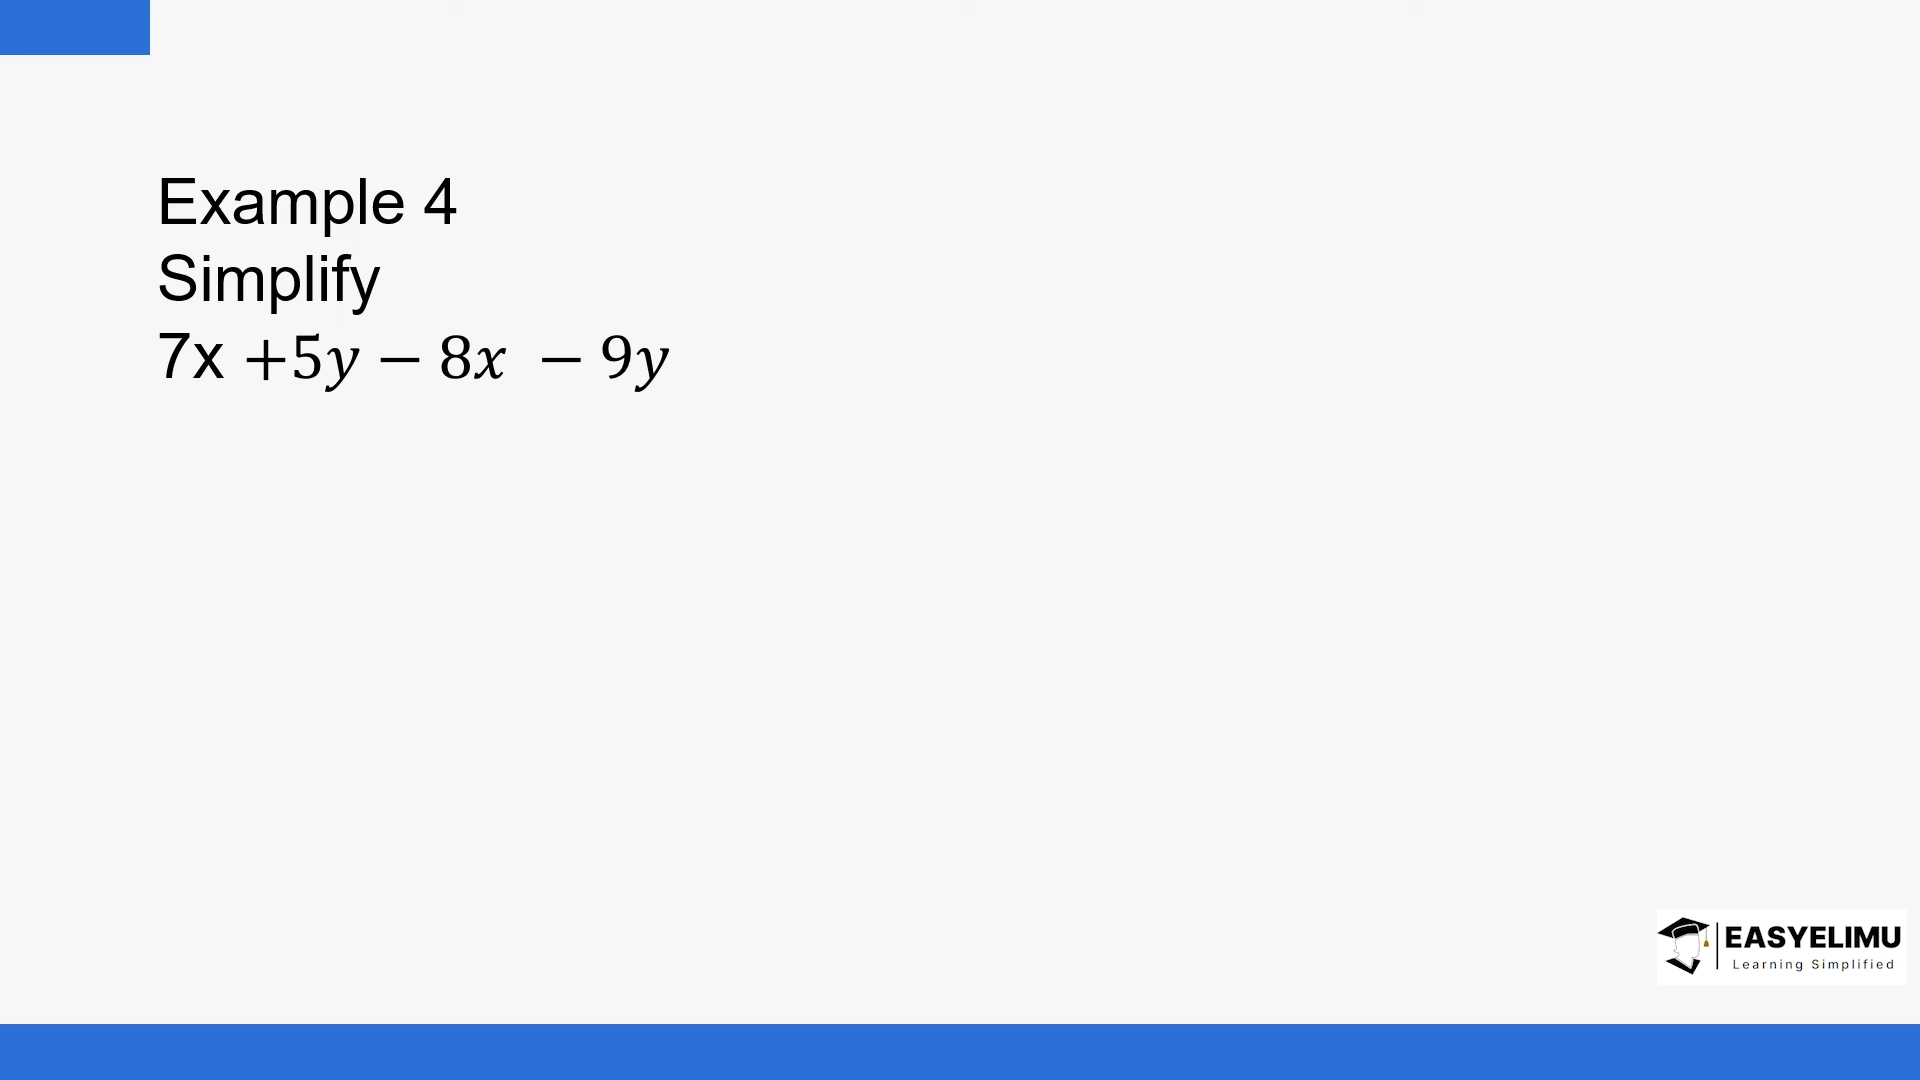 Example 4
Simplify
7x +5y − 8x − 9y
EASYELIMU
Learning Simplified